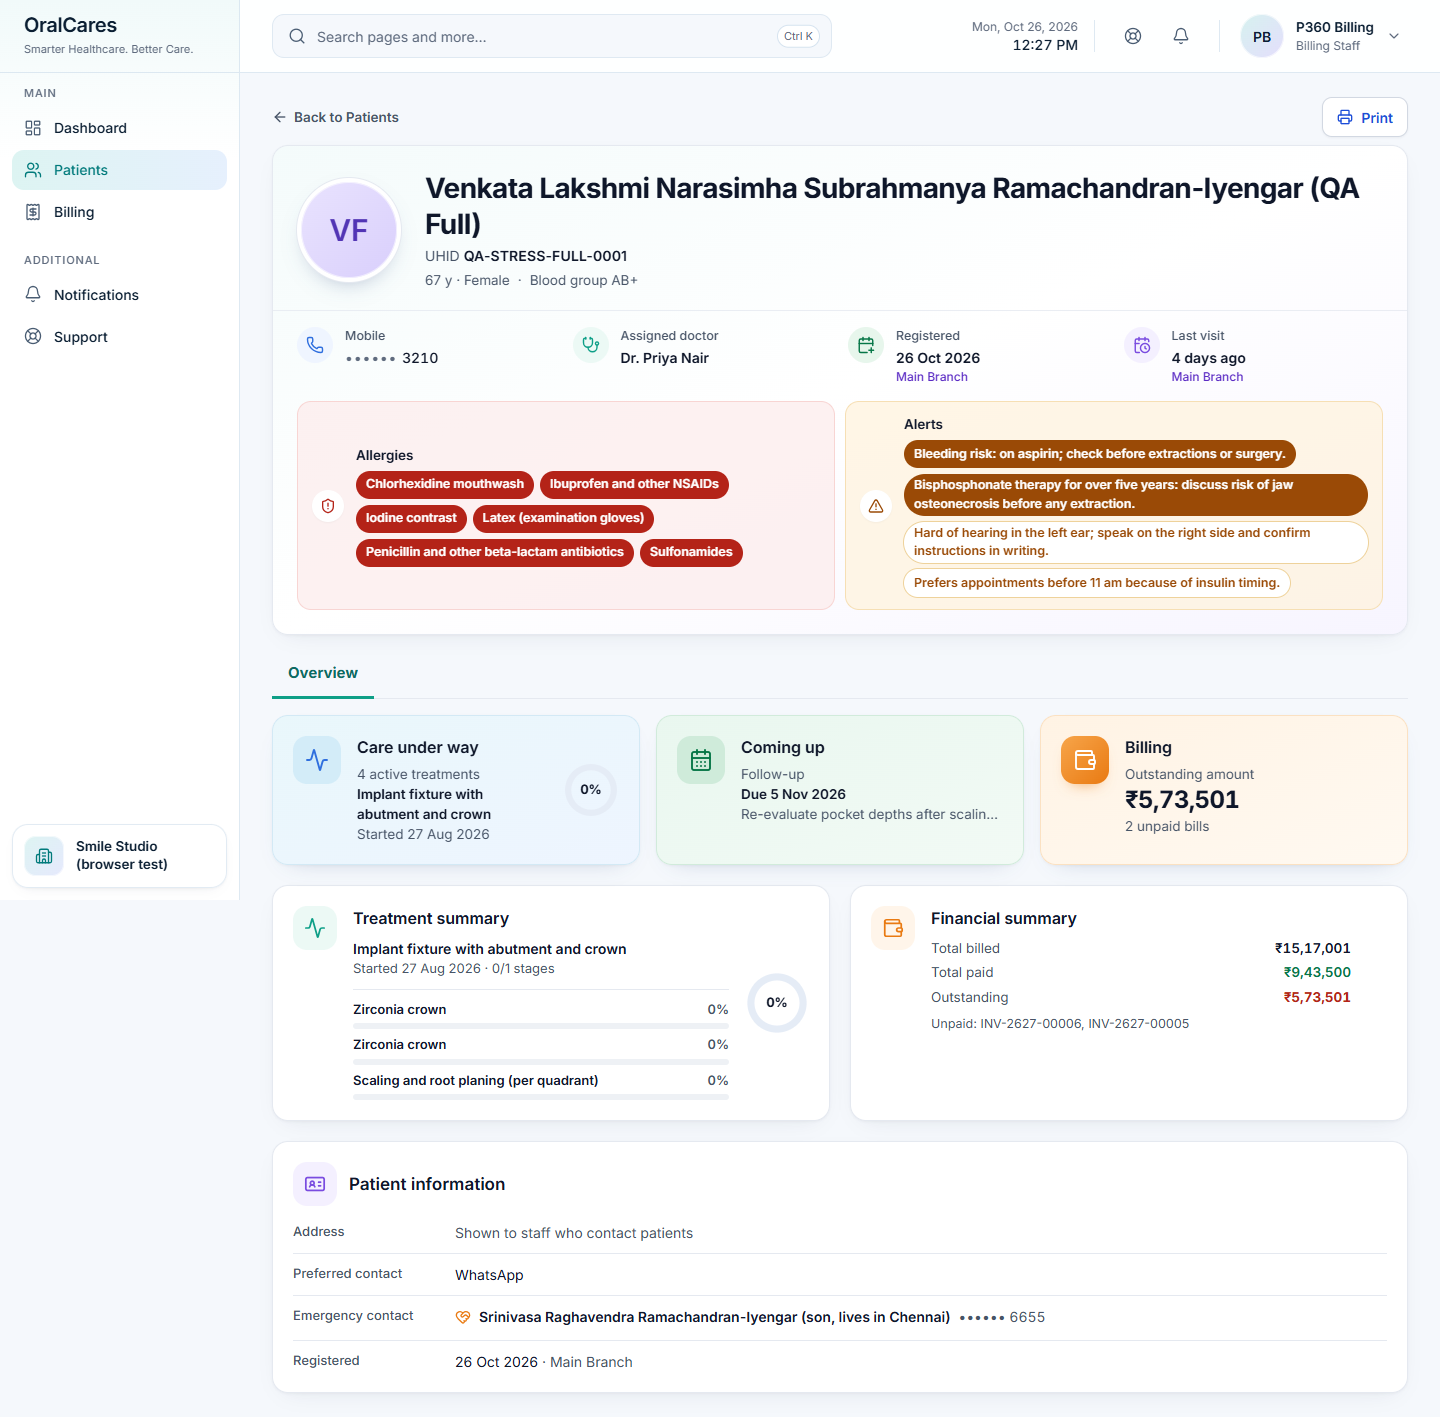 OralCares
Smarter Healthcare. Better Care.
Search pages and more...
Ctrl K
Mon, Oct 26, 2026
12:27 PM
PB
P360 Billing
Billing Staff
MAIN
Dashboard
Patients
Billing
ADDITIONAL
Notifications
Support
Smile Studio
(browser test)
Back to Patients
Print
VF
Venkata Lakshmi Narasimha Subrahmanya Ramachandran-Iyengar (QA
Full)
UHID QA-STRESS-FULL-0001
67 y · Female · Blood group AB+
Mobile
•••••• 3210
Assigned doctor
Dr. Priya Nair
Registered
26 Oct 2026
Main Branch
Last visit
4 days ago
Main Branch
Allergies
Chlorhexidine mouthwash
Ibuprofen and other NSAIDs
Iodine contrast
Latex (examination gloves)
Penicillin and other beta-lactam antibiotics
Sulfonamides
Alerts
Bleeding risk: on aspirin; check before extractions or surgery.
Bisphosphonate therapy for over five years: discuss risk of jaw
osteonecrosis before any extraction.
Hard of hearing in the left ear; speak on the right side and confirm
instructions in writing.
Prefers appointments before 11 am because of insulin timing.
Overview
Care under way
4 active treatments
Implant fixture with
abutment and crown
Started 27 Aug 2026
0%
Coming up
Follow-up
Due 5 Nov 2026
Re-evaluate pocket depths after scalin...
Billing
Outstanding amount
₹5,73,501
2 unpaid bills
Treatment summary
Implant fixture with abutment and crown
Started 27 Aug 2026 · 0/1 stages
Zirconia crown 0%
Zirconia crown 0%
Scaling and root planing (per quadrant) 0%
0%
Financial summary
Total billed ₹15,17,001
Total paid ₹9,43,500
Outstanding ₹5,73,501
Unpaid: INV-2627-00006, INV-2627-00005
Patient information
Address Shown to staff who contact patients
Preferred contact WhatsApp
Emergency contact Srinivasa Raghavendra Ramachandran-Iyengar (son, lives in Chennai) •••••• 6655
Registered 26 Oct 2026 · Main Branch